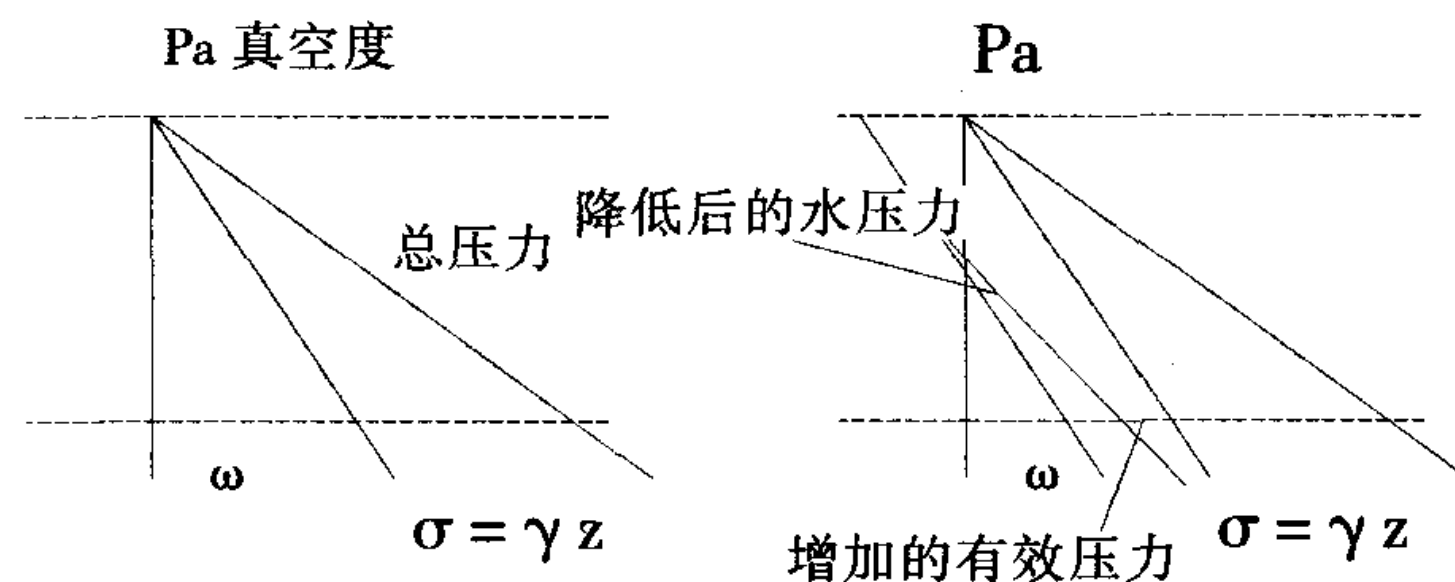 Pa 真空度
总压力
ω
σ = γ z
Pa
降低后的水压力
ω
增加的有效压力
σ = γ z